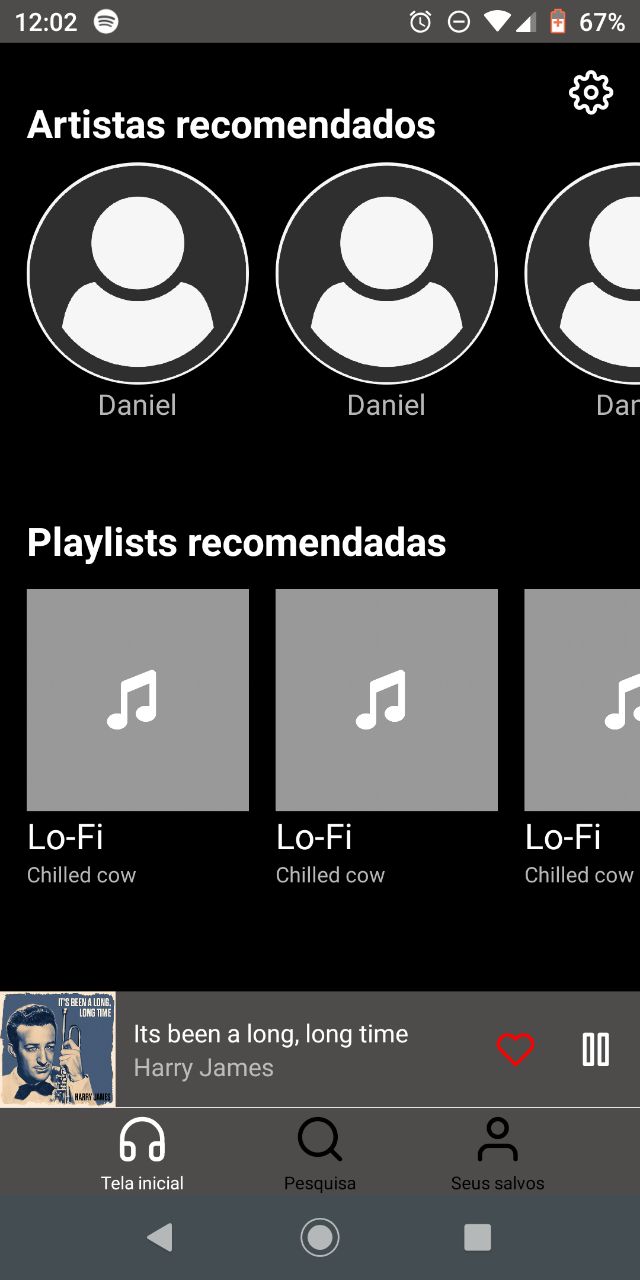 12:02
67%
Artistas recomendados
Daniel
Daniel
Dan
Playlists recomendadas
Lo-Fi
Lo-Fi
Lo-Fi
Chilled cow
Chilled cow
Chilled cow
IT'S BEEN A LONG,
LONG TIME
HARRY JAMES
Its been a long, long time
Harry James
Tela inicial
Pesquisa
Seus salvos